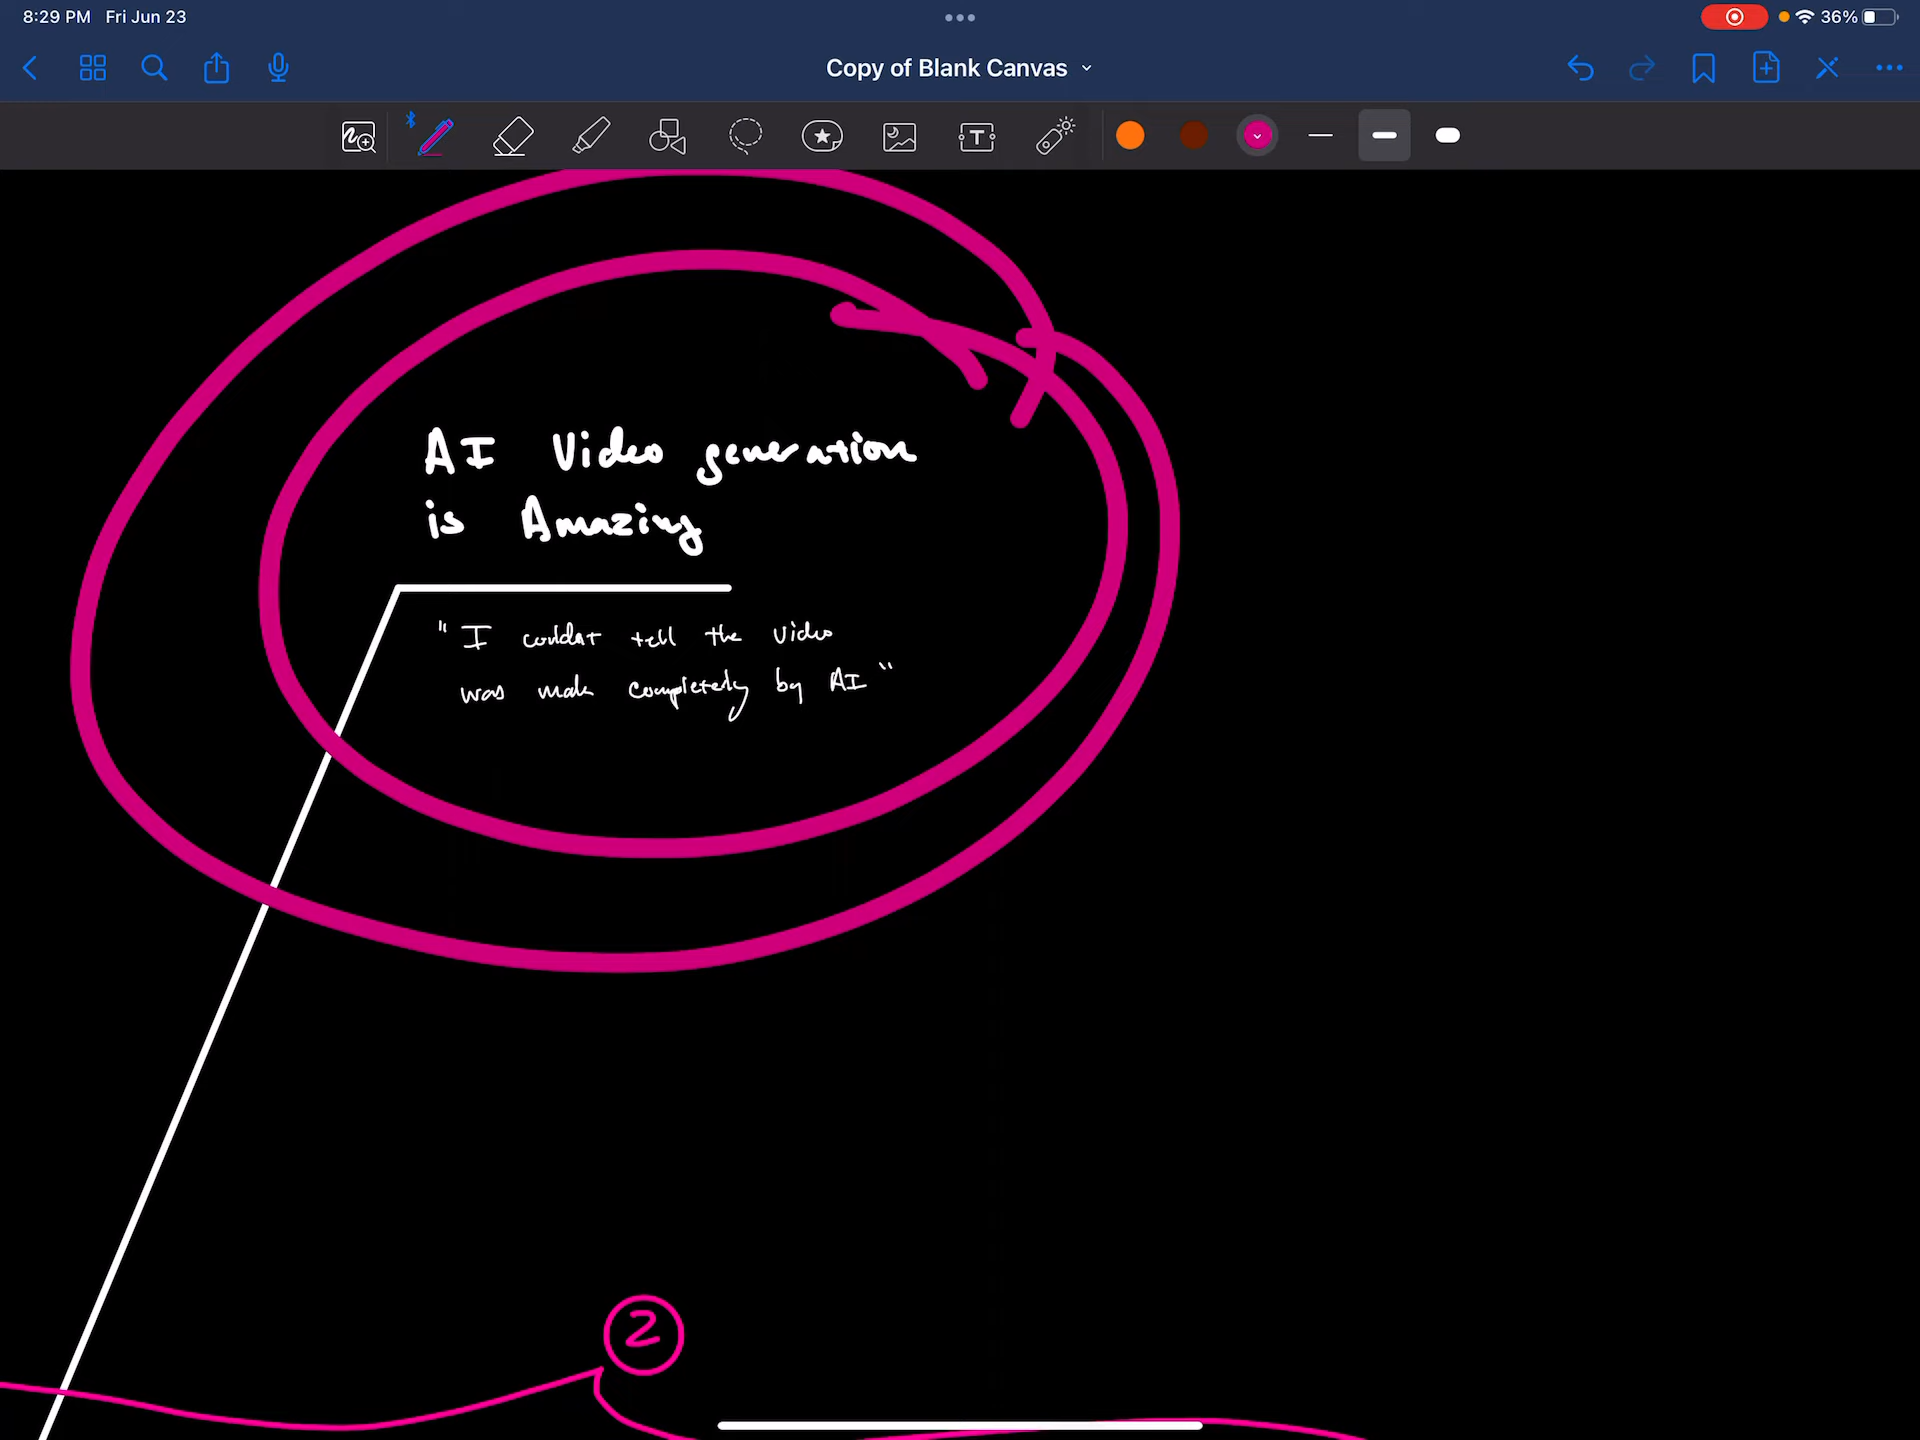 8:29 PM Fri Jun 23
36%
Copy of Blank Canvas
T
AI Video generation
is Amazing
"I couldnt tell the video
was made completely by AI"
2